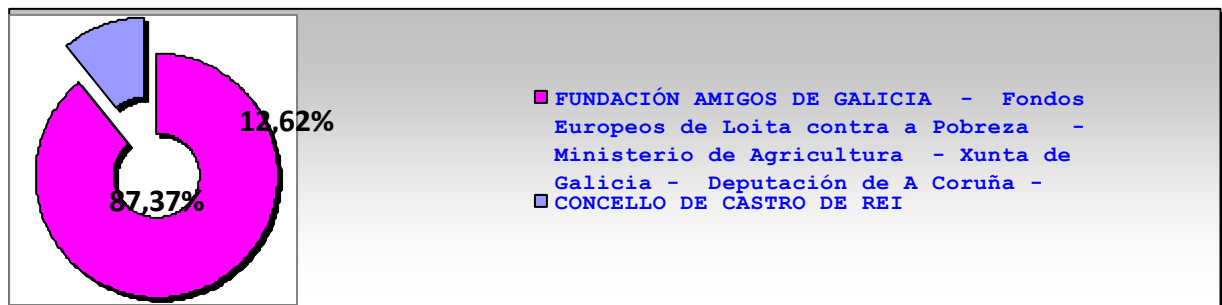 12,62%
87,37%
FUNDACIÓN AMIGOS DE GALICIA - Fondos
Europeos de Loita contra a Pobreza -
Ministerio de Agricultura - Xunta de
Galicia - Deputación de A Coruña -
CONCELLO DE CASTRO DE REI